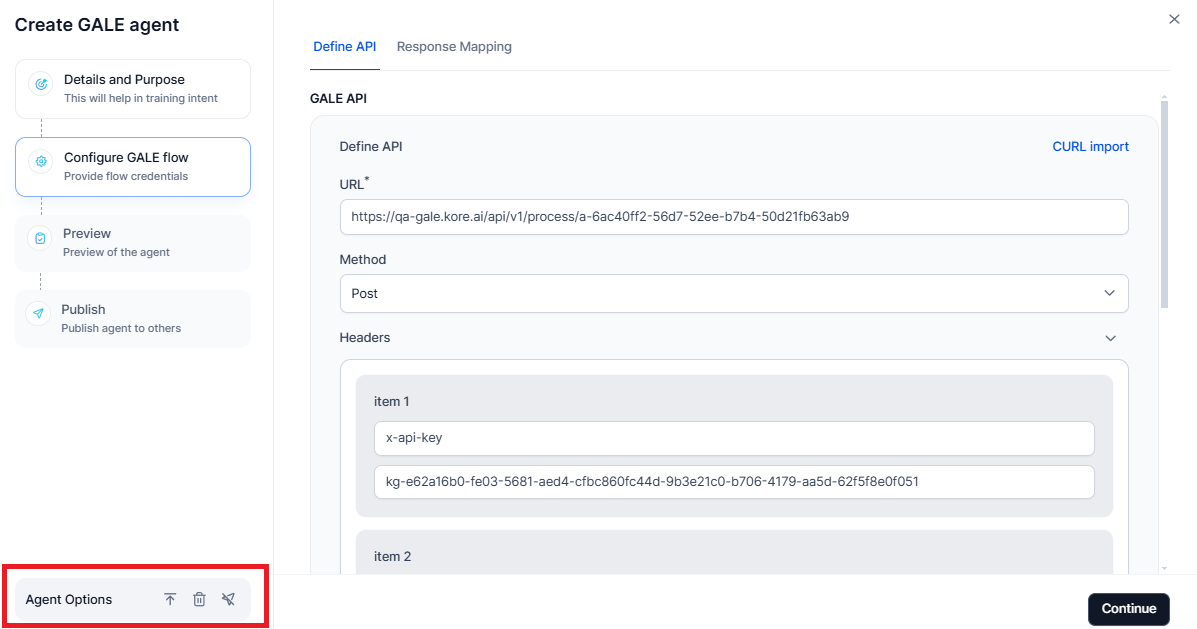 Create GALE agent
Details and Purpose
This will help in training intent
Configure GALE flow
Provide flow credentials
Preview
Preview of the agent
Publish
Publish agent to others
Agent Options
Define API
Response Mapping
GALE API
Define API
CURL import
URL*
https://qa-gale.kore.ai/api/v1/process/a-6ac40ff2-56d7-52ee-b7b4-50d21fb63ab9
Method
Post
Headers
item 1
x-api-key
kg-e62a16b0-fe03-5681-aed4-cfbc860fc44d-9b3e21c0-b706-4179-aa5d-62f5f8e0f051
item 2
Continue